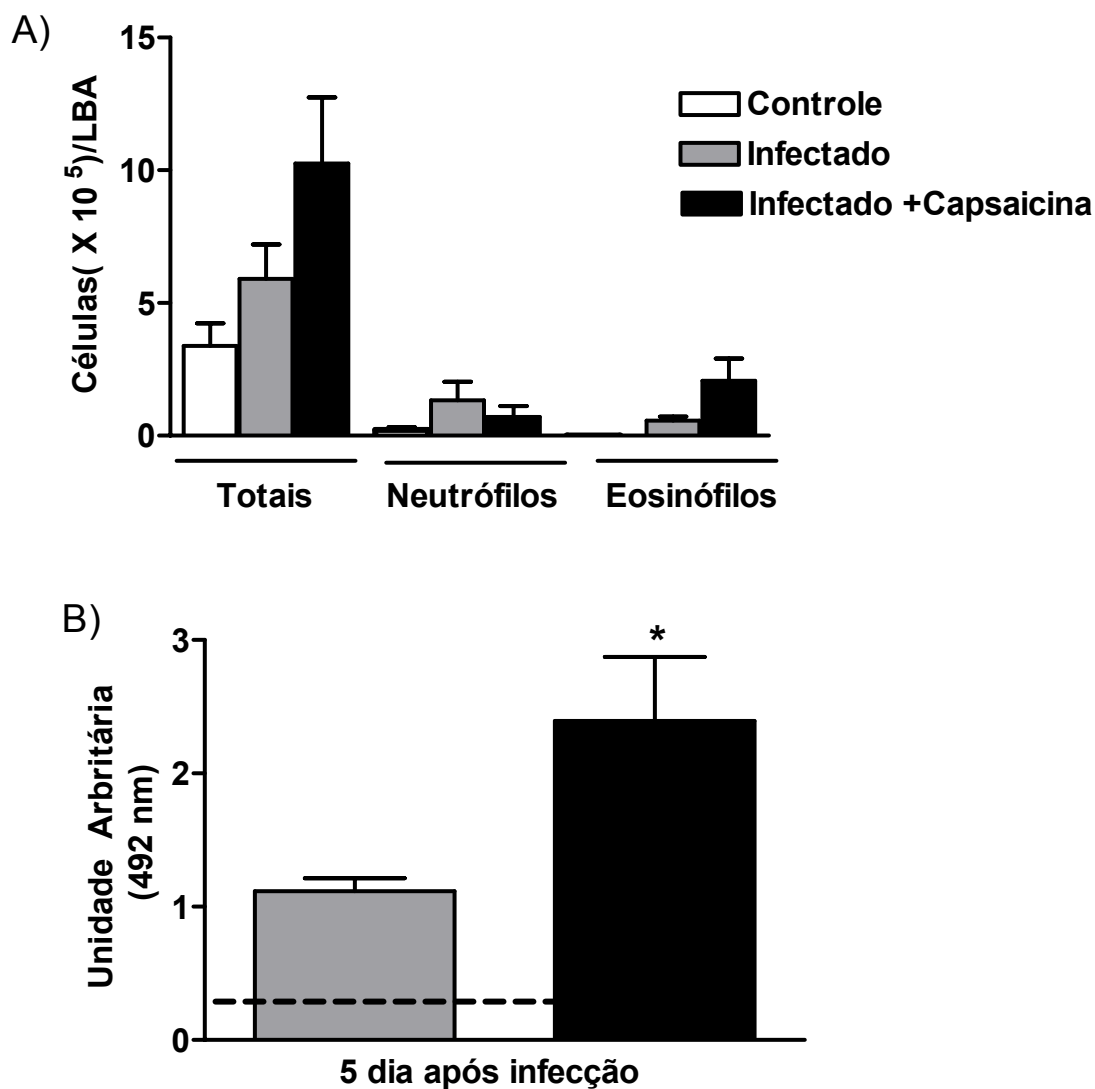 A)
15
10
5
0
Células( X 10 5)/LBA
Controle
Infectado
Infectado +Capsaicina
Totais
Neutrófilos
Eosinófilos
B)
3
2
1
0
Unidade Arbritária
(492 nm)
*
5 dia após infecção